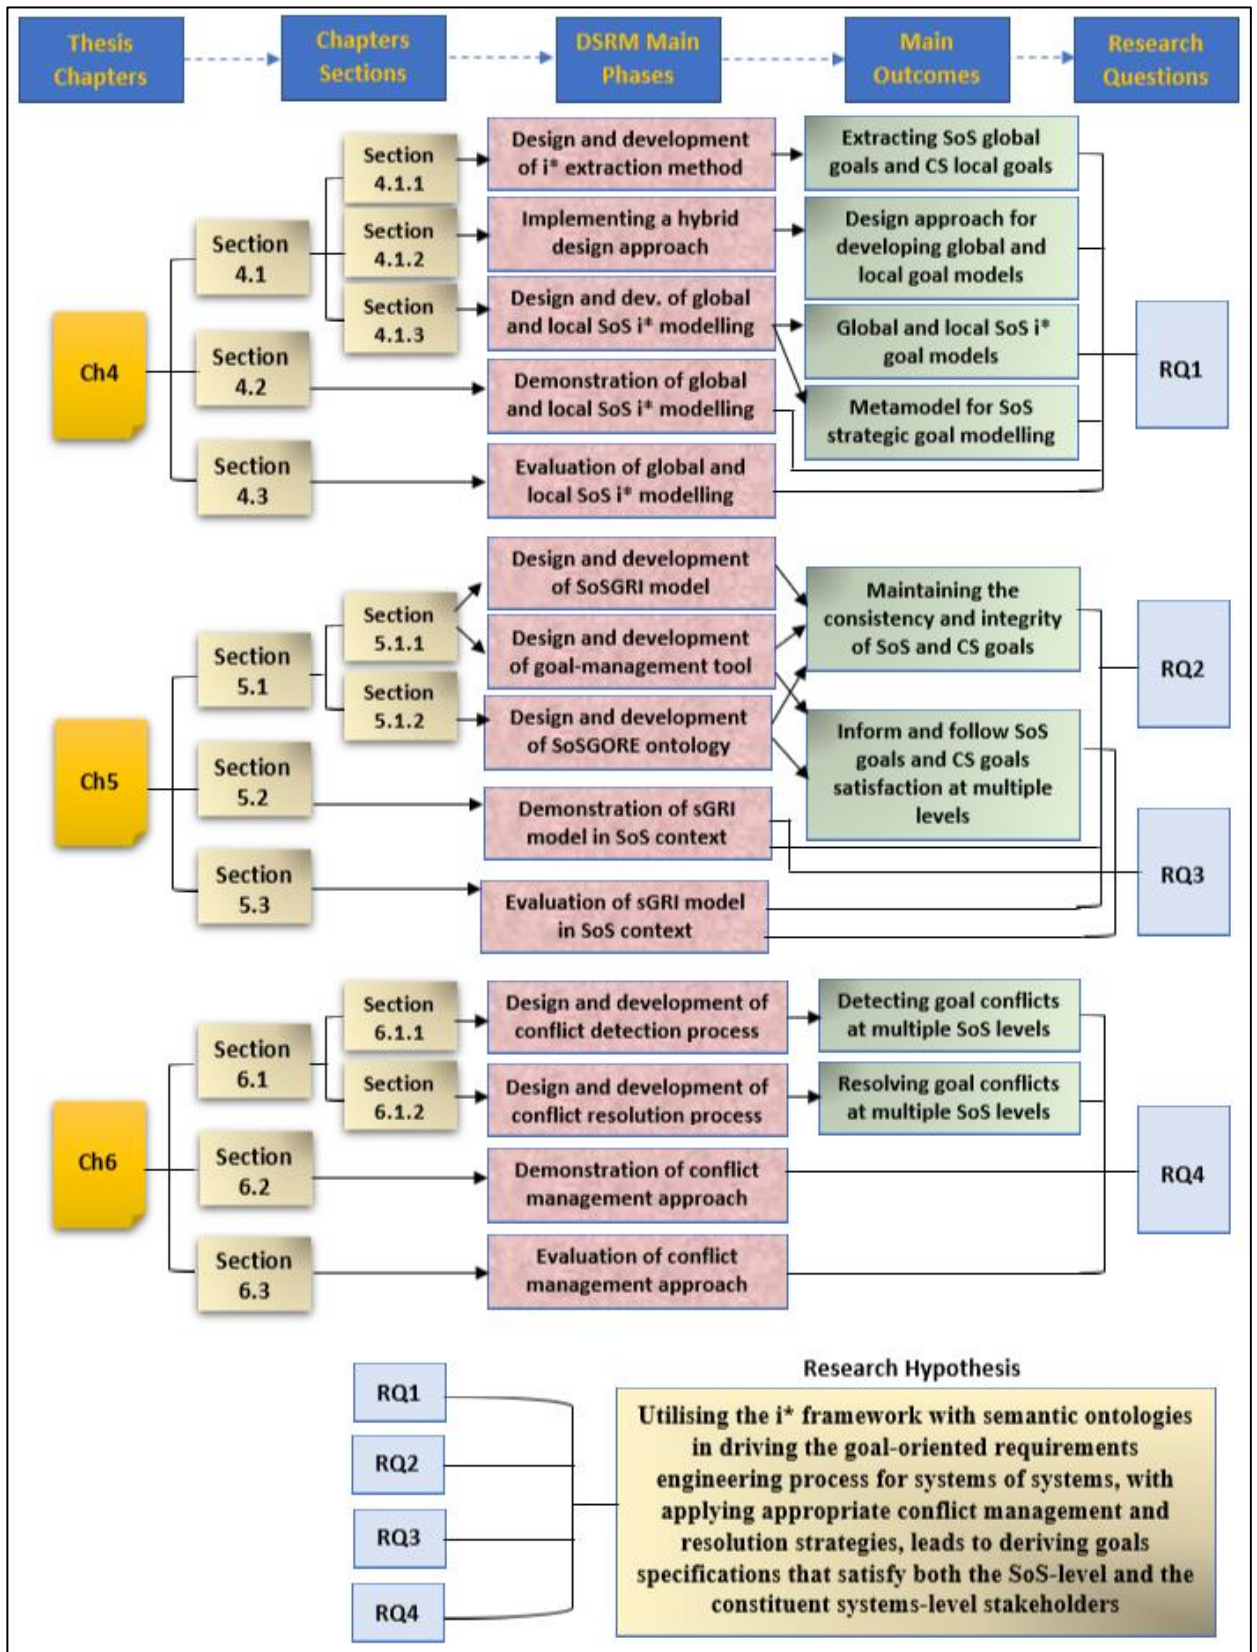 Thesis
Chapters
Chapters
Sections
DSRM Main
Phases
Main
Outcomes
Research
Questions
Section
4.1.1
Design and development
of i* extraction method
Extracting SoS global
goals and CS local goals
Section
4.1
Section
4.1.2
Implementing a hybrid
design approach
Design approach for
developing global and
local goal models
Section
4.1.3
Design and dev. of global
and local SoS i* modelling
Global and local SoS i*
goal models
Ch4
RQ1
Section
4.2
Demonstration of global
and local SoS i* modelling
Metamodel for SoS
strategic goal modelling
Section
4.3
Evaluation of global and
local SoS i* modelling
Design and development
of SoSGRI model
Section
5.1.1
Maintaining the
consistency and integrity
of SoS and CS goals
RQ2
Section
5.1
Design and development
of goal-management tool
Section
5.1.2
Design and development
of SoSGORE ontology
Inform and follow SoS
goals and CS goals
satisfaction at multiple
levels
Ch5
Section
5.2
Demonstration of sGRI
model in SoS context
RQ3
Section
5.3
Evaluation of sGRI model
in SoS context
Section
6.1.1
Design and development of
conflict detection process
Detecting goal conflicts
at multiple SoS levels
Section
6.1
Section
6.1.2
Design and development of
conflict resolution process
Resolving goal conflicts
at multiple SoS levels
Ch6
RQ4
Section
6.2
Demonstration of conflict
management approach
Section
6.3
Evaluation of conflict
management approach
RQ1
RQ2
RQ3
RQ4
Research Hypothesis
Utilising the i* framework with semantic ontologies
in driving the goal-oriented requirements
engineering process for systems of systems, with
applying appropriate conflict management and
resolution strategies, leads to deriving goals
specifications that satisfy both the SoS-level and the
constituent systems-level stakeholders